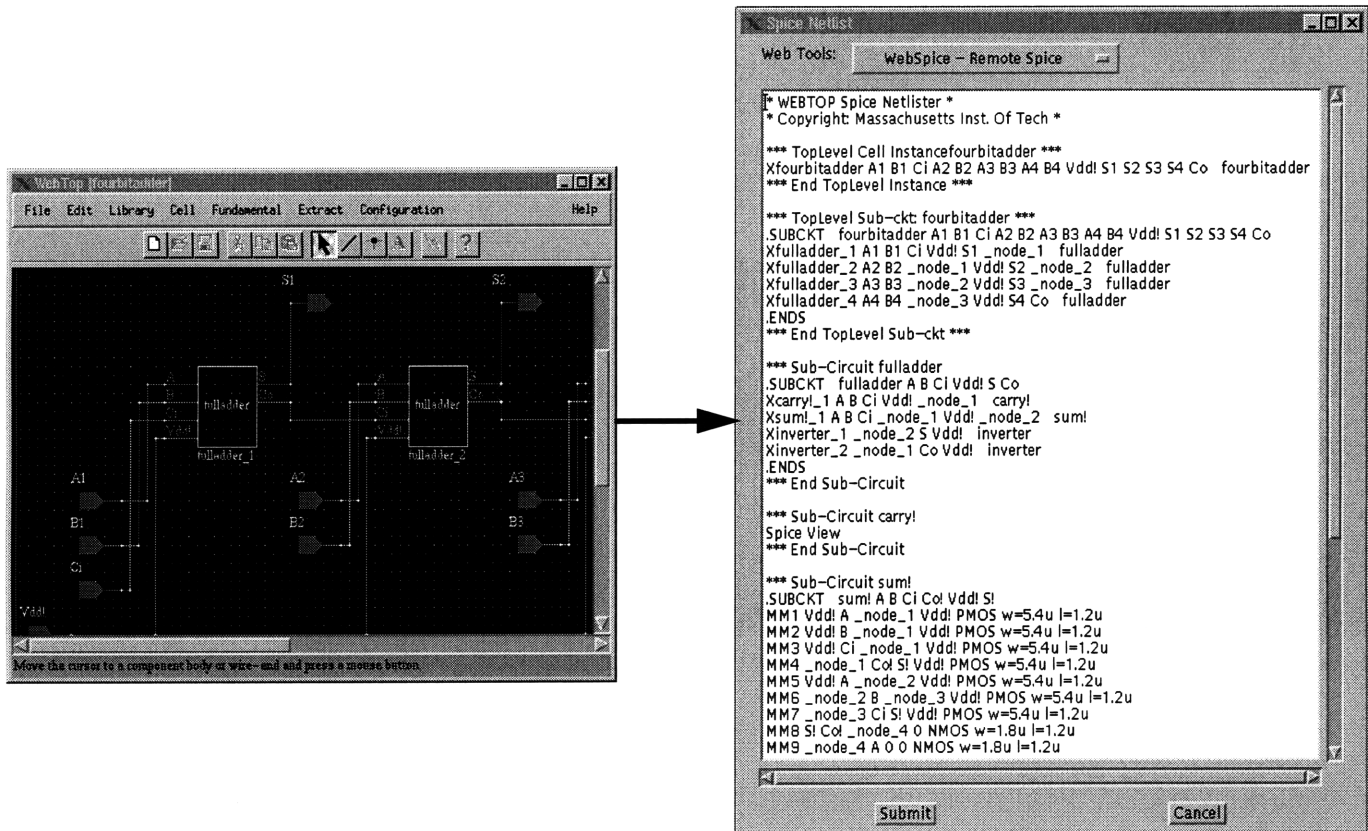 WebTop [fourbitadder]
File Edit Library Cell Fundamental Extract Configuration Help
A ?
S1 S2
A S A S
B Co B Co
Ci Ci
Vdd! Vdd!
fulladder fulladder
fulladder_1 fulladder_2
A1 A2 A3
B1 B2 B3
Ci
Vdd!
Move the cursor to a component body or wire-end and press a mouse button.
Spice Netlist
Web Tools: WebSpice - Remote Spice
* WEBTOP Spice Netlister *
* Copyright: Massachusetts Inst. Of Tech *
*** TopLevel Cell Instancefourbitadder ***
Xfourbitadder A1 B1 Ci A2 B2 A3 B3 A4 B4 Vdd! S1 S2 S3 S4 Co fourbitadder
*** End TopLevel Instance ***
*** TopLevel Sub-ckt: fourbitadder ***
.SUBCKT fourbitadder A1 B1 Ci A2 B2 A3 B3 A4 B4 Vdd! S1 S2 S3 S4 Co
Xfulladder_1 A1 B1 Ci Vdd! S1 _node_1 fulladder
Xfulladder_2 A2 B2 _node_1 Vdd! S2 _node_2 fulladder
Xfulladder_3 A3 B3 _node_2 Vdd! S3 _node_3 fulladder
Xfulladder_4 A4 B4 _node_3 Vdd! S4 Co fulladder
.ENDS
*** End TopLevel Sub-ckt ***
*** Sub-Circuit fulladder
.SUBCKT fulladder A B Ci Vdd! S Co
Xcarry!_1 A B Ci Vdd! _node_1 carry!
Xsum!_1 A B Ci _node_1 Vdd! _node_2 sum!
Xinverter_1 _node_2 S Vdd! inverter
Xinverter_2 _node_1 Co Vdd! inverter
.ENDS
*** End Sub-Circuit
*** Sub-Circuit carry!
Spice View
*** End Sub-Circuit
*** Sub-Circuit sum!
.SUBCKT sum! A B Ci Co! Vdd! S!
MM1 Vdd! A _node_1 Vdd! PMOS w=5.4u l=1.2u
MM2 Vdd! B _node_1 Vdd! PMOS w=5.4u l=1.2u
MM3 Vdd! Ci _node_1 Vdd! PMOS w=5.4u l=1.2u
MM4 _node_1 Co! S! Vdd! PMOS w=5.4u l=1.2u
MM5 Vdd! A _node_2 Vdd! PMOS w=5.4u l=1.2u
MM6 _node_2 B _node_3 Vdd! PMOS w=5.4u l=1.2u
MM7 _node_3 Ci S! Vdd! PMOS w=5.4u l=1.2u
MM8 S! Co! _node_4 0 NMOS w=1.8u l=1.2u
MM9 _node_4 A 0 0 NMOS w=1.8u l=1.2u
Submit Cancel